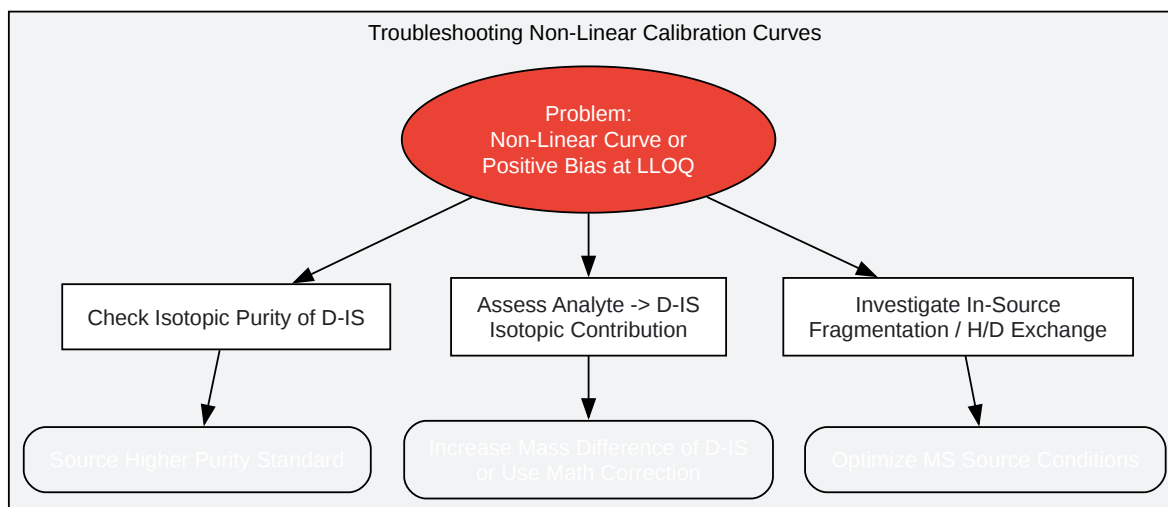 Troubleshooting Non-Linear Calibration Curves
Problem:
Non-Linear Curve or
Positive Bias at LLOQ
Check Isotopic Purity of D-IS
Assess Analyte -> D-IS
Isotopic Contribution
Investigate In-Source
Fragmentation / H/D Exchange
Source Higher Purity Standard
Increase Mass Difference of D-IS
or Use Math Correction
Optimize MS Source Conditions